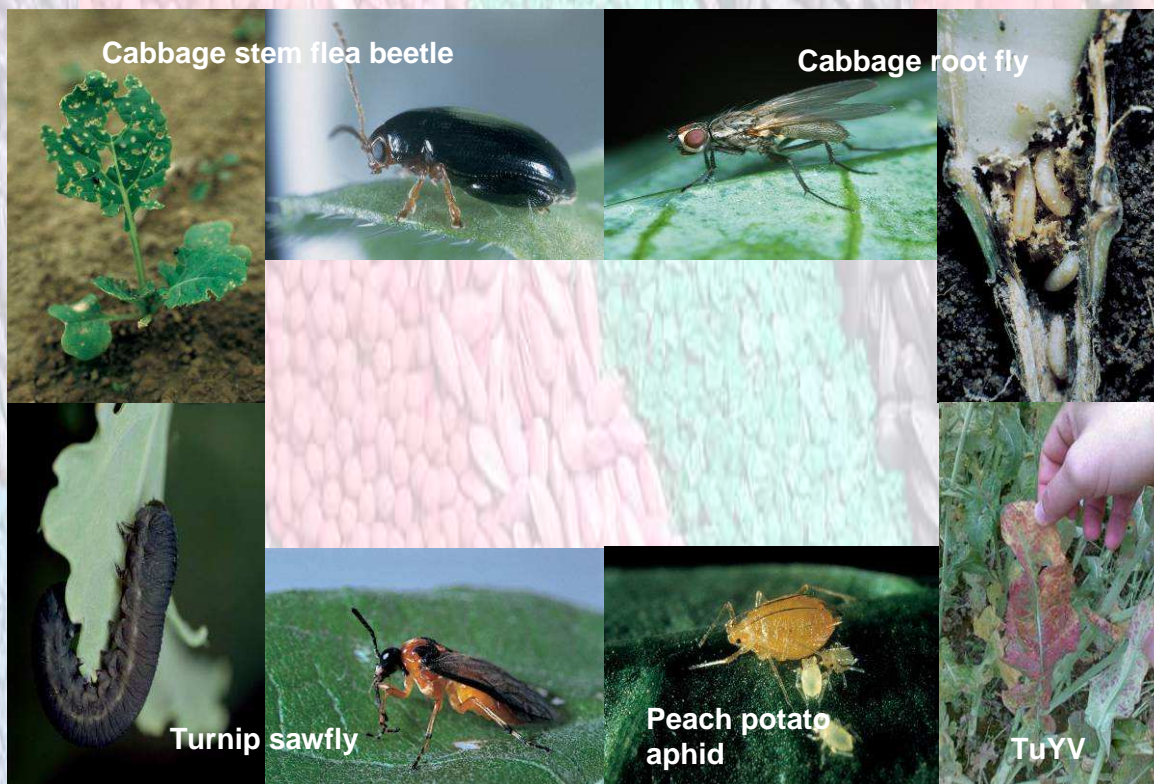 Cabbage stem flea beetle
Cabbage root fly
Turnip sawfly
Peach potato
aphid
TuYV